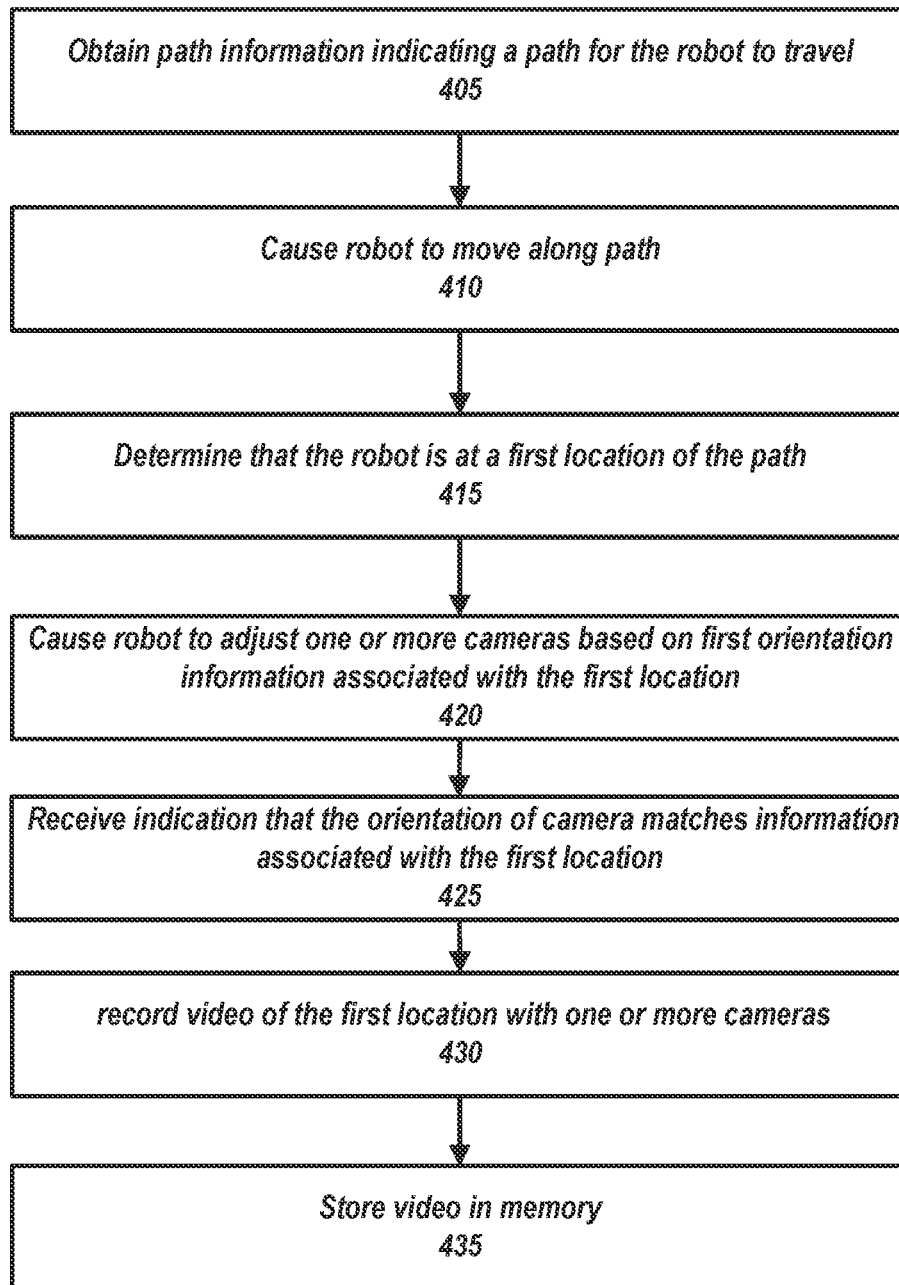 Obtain path information indicating a path for the robot to travel
405
Cause robot to move along path
410
Determine that the robot is at a first location of the path
415
Cause robot to adjust one or more cameras based on first orientation
information associated with the first location
420
Receive indication that the orientation of camera matches information
associated with the first location
425
record video of the first location with one or more cameras
430
Store video in memory
435